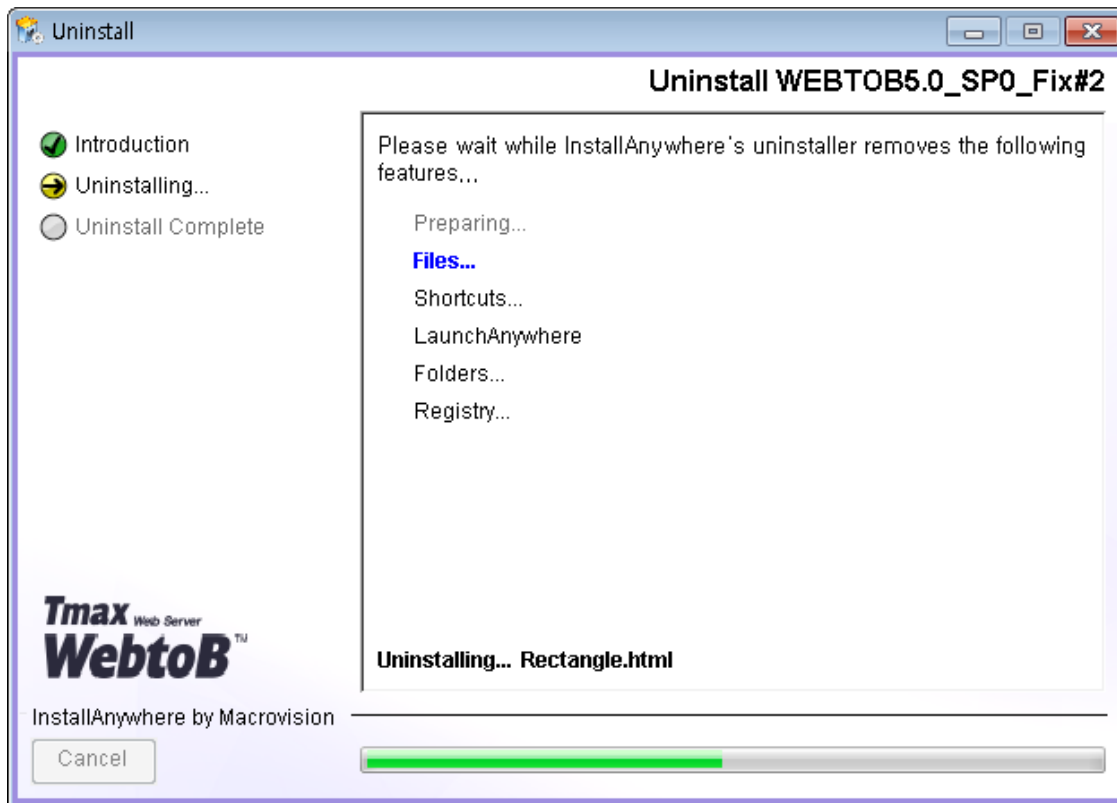 Uninstall
Uninstall WEBTOB5.0_SP0_Fix#2
Introduction
Uninstalling...
Uninstall Complete
Please wait while InstallAnywhere's uninstaller removes the following
features...
Preparing...
Files...
Shortcuts...
LaunchAnywhere
Folders...
Registry...
Uninstalling... Rectangle.html
Tmax Web Server
WebtoB™
InstallAnywhere by Macrovision
Cancel